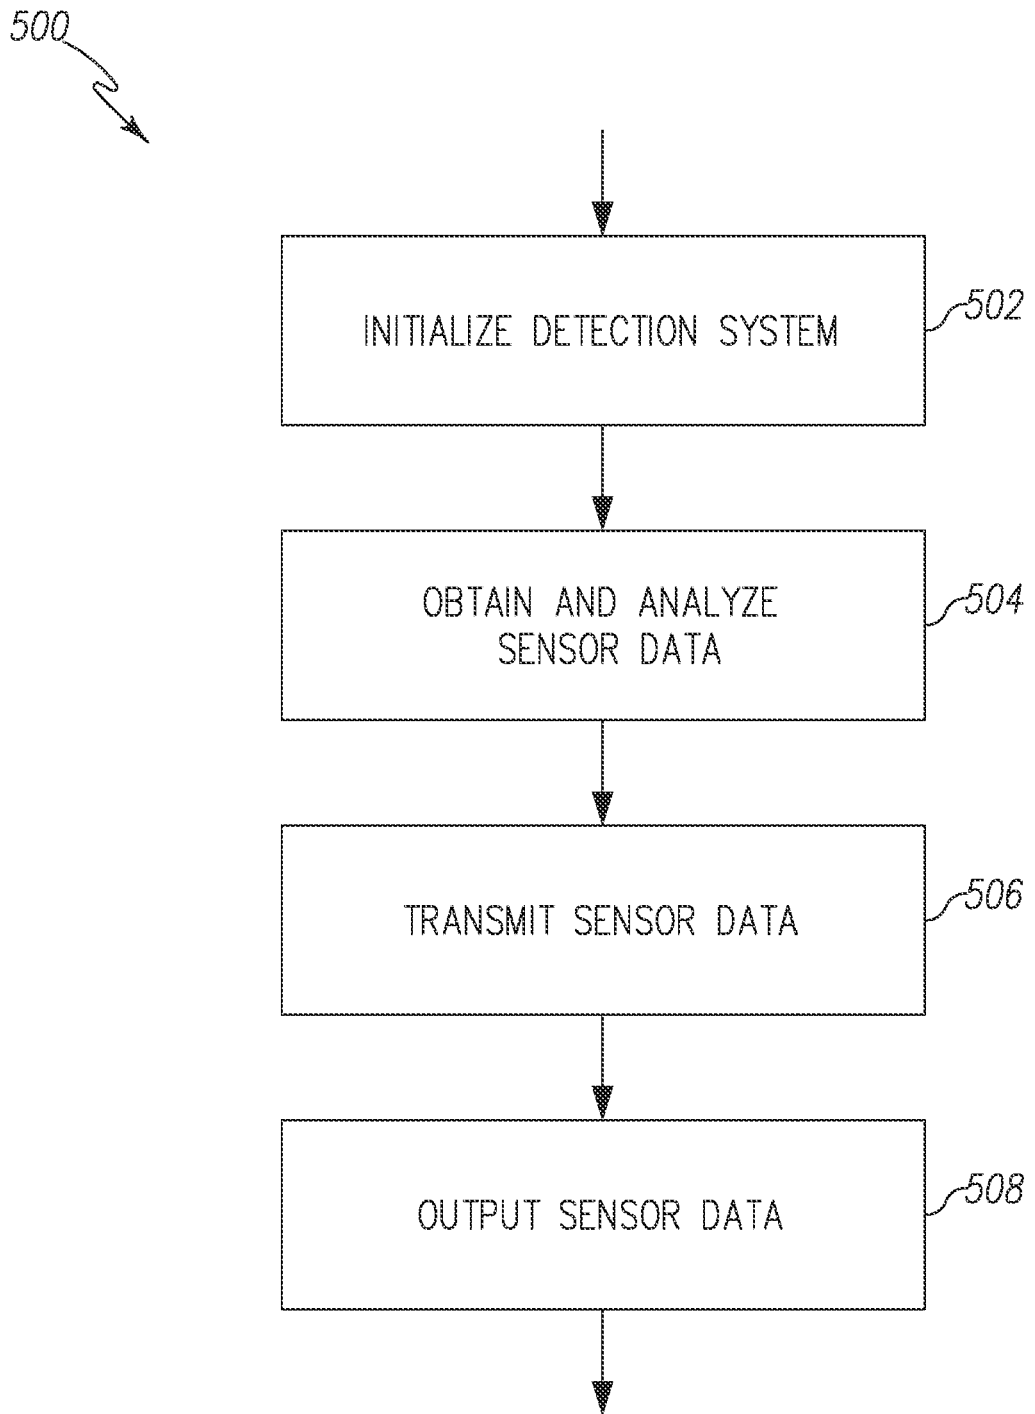 500
INITIALIZE DETECTION SYSTEM
502
OBTAIN AND ANALYZE
SENSOR DATA
504
TRANSMIT SENSOR DATA
506
OUTPUT SENSOR DATA
508